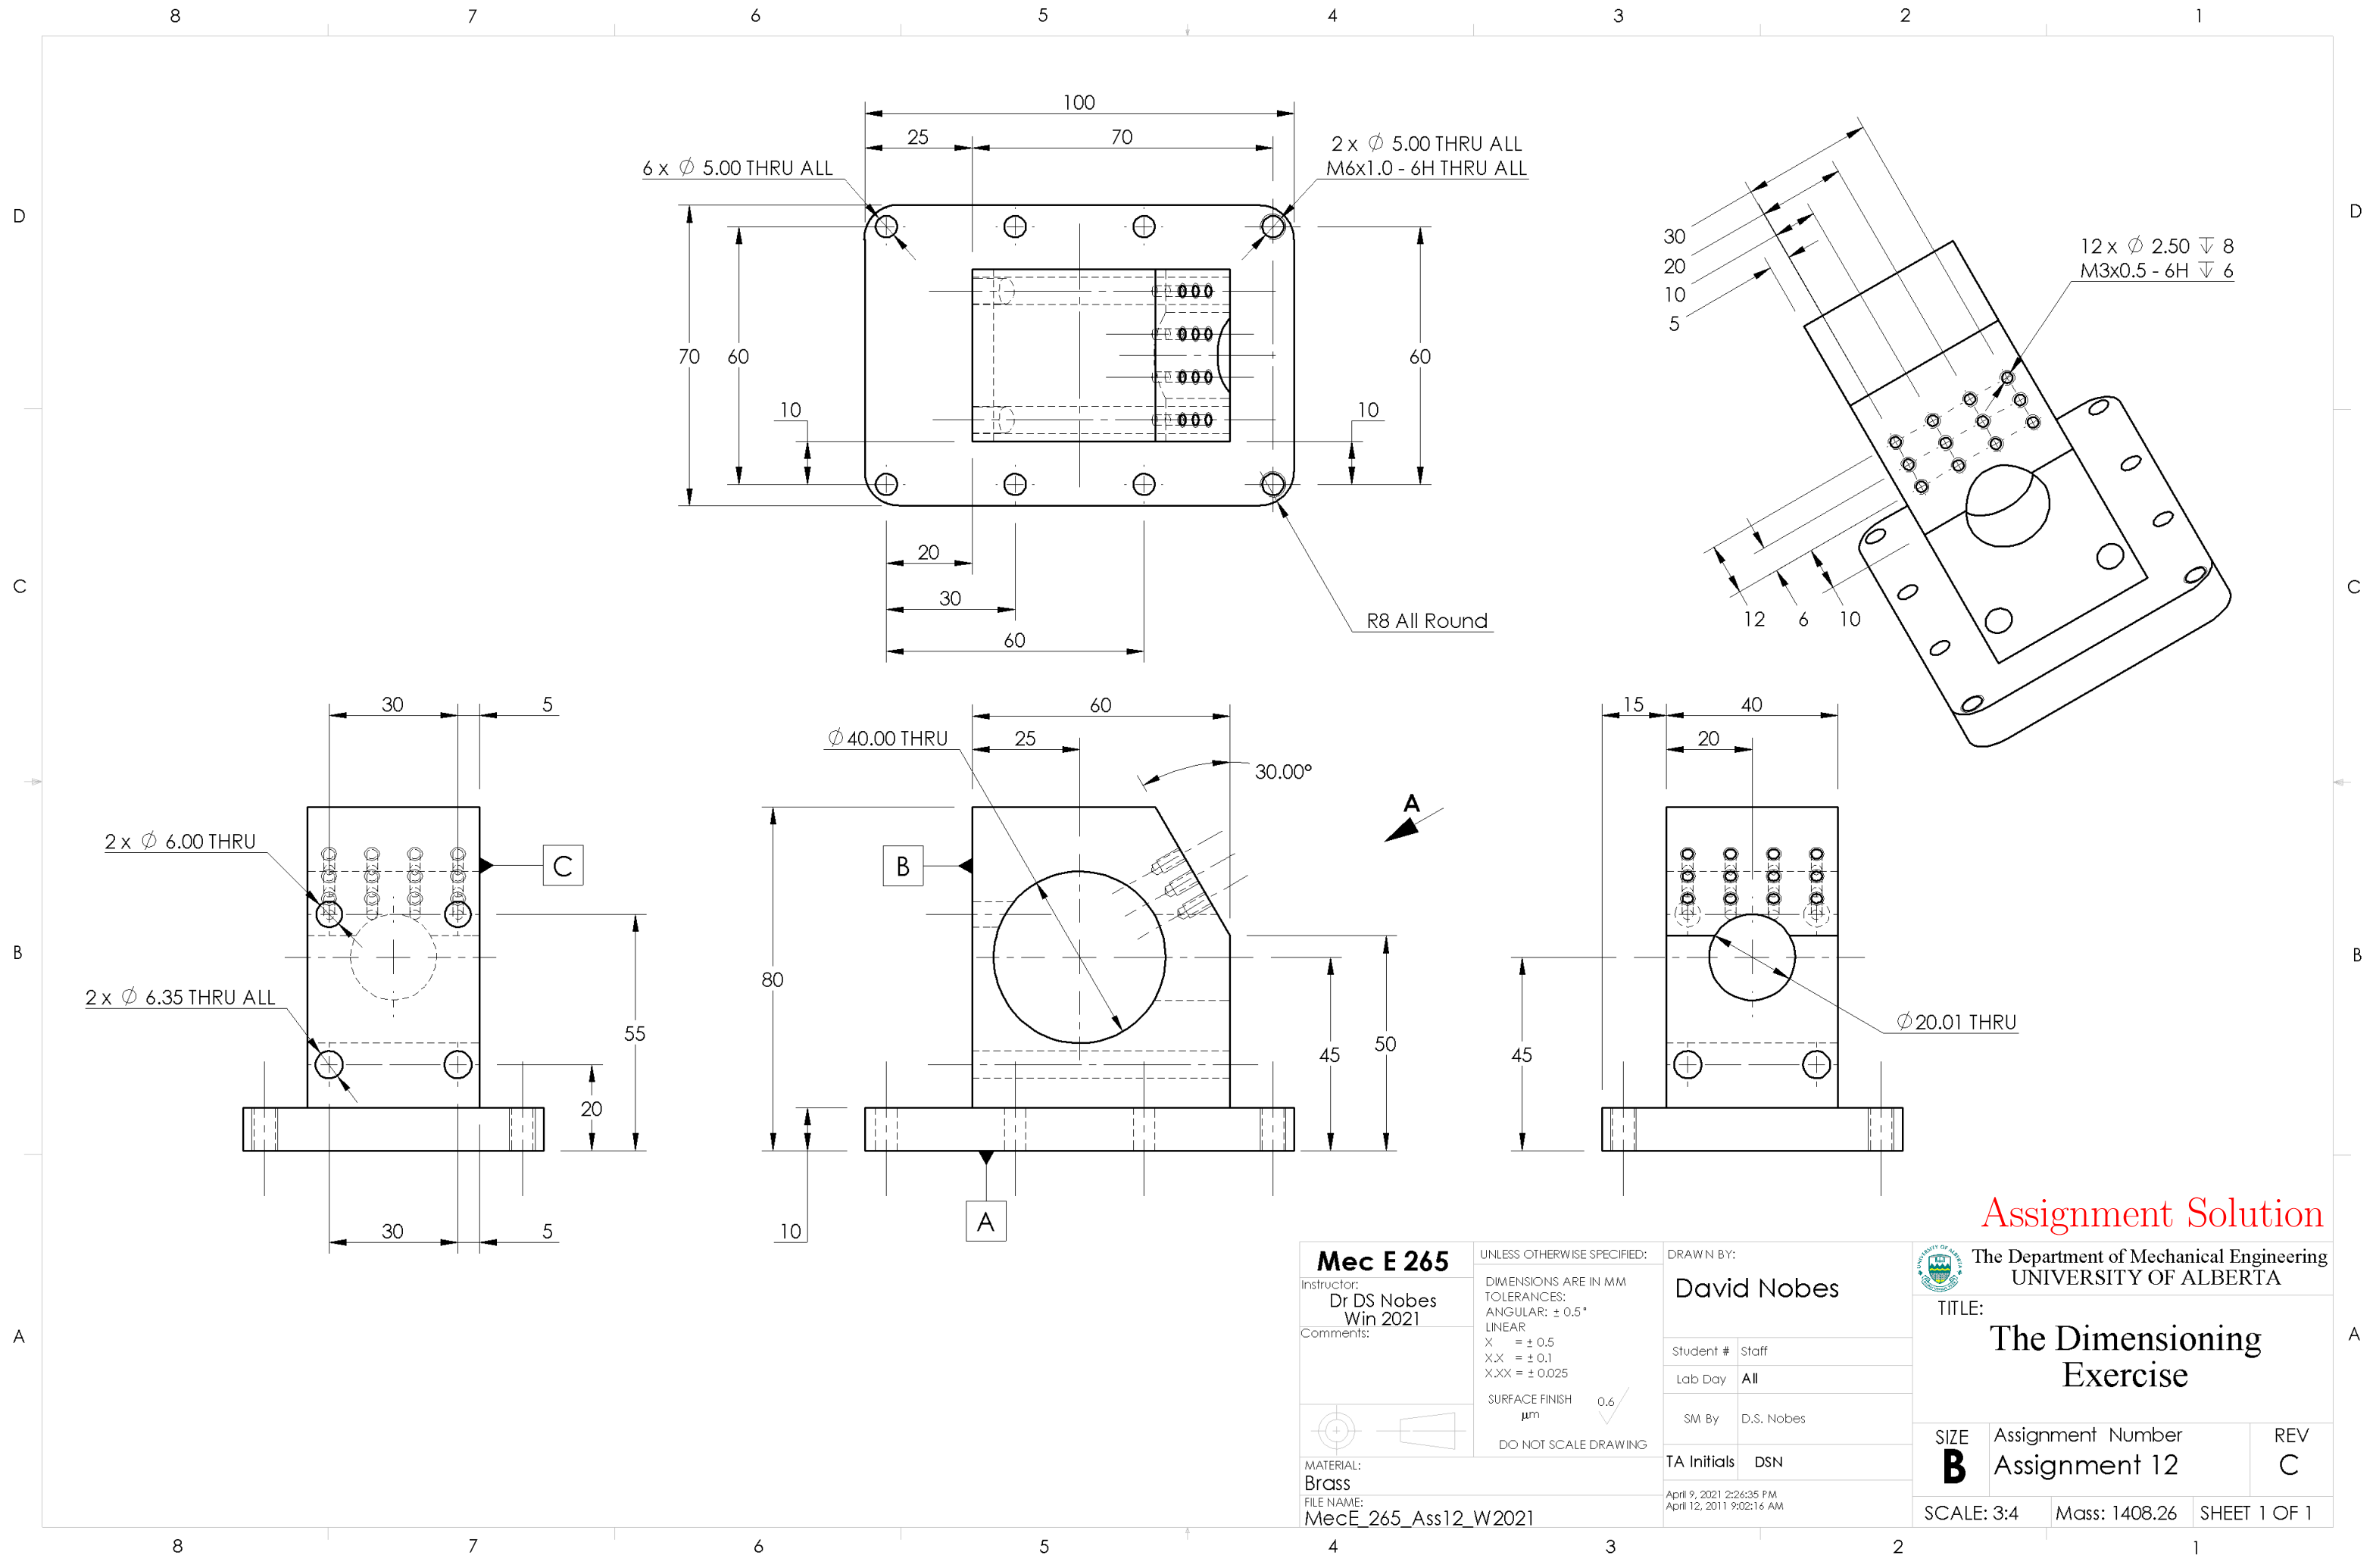 8 7 6 5 4 3 2 1
D
D
100
25
70
6 x ∅ 5.00 THRU ALL
2 x ∅ 5.00 THRU ALL
M6x1.0 - 6H THRU ALL
70
60
10
60
10
20
30
60
R8 All Round
30
20
10
5
12 x ∅ 2.50 ↧ 8
M3x0.5 - 6H ↧ 6
12
6
10
C
C
30
5
2 x ∅ 6.00 THRU
C
2 x ∅ 6.35 THRU ALL
55
20
30
5
60
∅40.00 THRU
25
30.00°
A
B
80
45
50
10
A
15
40
20
45
∅20.01 THRU
B
B
Assignment Solution
Mec E 265
Instructor:
Dr DS Nobes
Win 2021
Comments:
UNLESS OTHERWISE SPECIFIED:
DIMENSIONS ARE IN MM
TOLERANCES:
ANGULAR: ± 0.5°
LINEAR
X = ± 0.5
X.X = ± 0.1
X.XX = ± 0.025
SURFACE FINISH 0.6
µm
DO NOT SCALE DRAWING
MATERIAL:
Brass
FILE NAME:
MecE_265_Ass12_W2021
DRAWN BY:
David Nobes
Student # Staff
Lab Day All
SM By D.S. Nobes
TA Initials DSN
April 9, 2021 2:26:35 PM
April 12, 2011 9:02:16 AM
The Department of Mechanical Engineering
UNIVERSITY OF ALBERTA
TITLE:
The Dimensioning
Exercise
SIZE
B
Assignment Number
Assignment 12
REV
C
SCALE: 3:4
Mass: 1408.26
SHEET 1 OF 1
A
A
8 7 6 5 4 3 2 1